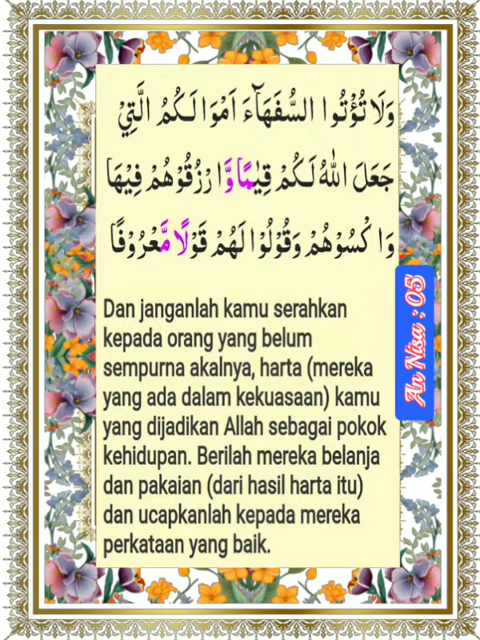 وَلَا تُؤْتُوا السُّفَهَآءَ اَمْوَالَـكُمُ الَّتِيْ
جَعَلَ اللّٰهُ لَـكُمْ قِيٰمًا وَّارْزُقُوْهُمْ فِيْهَا
وَاكْسُوْهُمْ وَقُوْلُوْا لَهُمْ قَوْلًا مَّعْرُوْفًا
An Nisa : 05
Dan janganlah kamu serahkan
kepada orang yang belum
sempurna akalnya, harta (mereka
yang ada dalam kekuasaan) kamu
yang dijadikan Allah sebagai pokok
kehidupan. Berilah mereka belanja
dan pakaian (dari hasil harta itu)
dan ucapkanlah kepada mereka
perkataan yang baik.